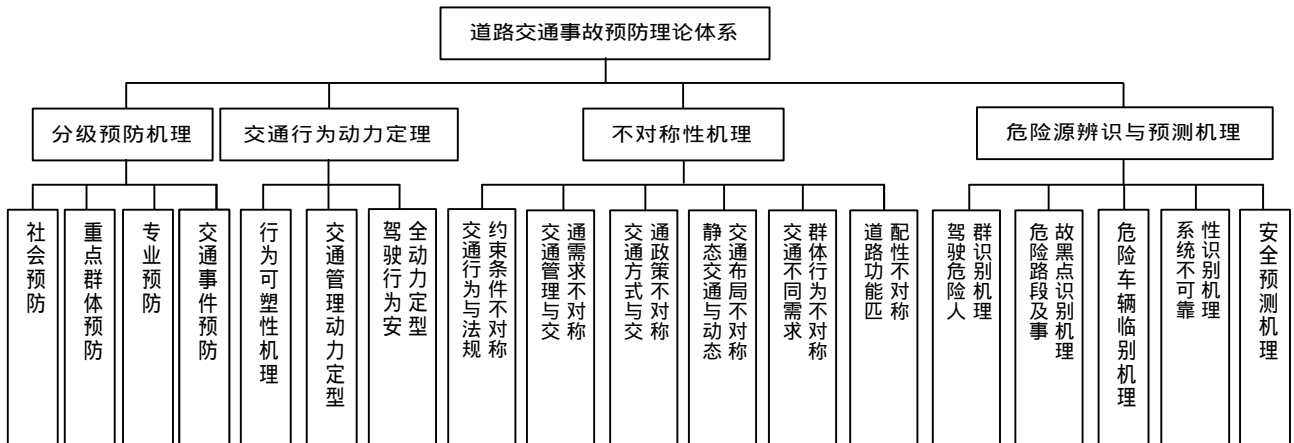 道路交通事故预防理论体系
分级预防机理
交通行为动力定理
不对称性机理
危险源辨识与预测机理
社会预防
重点群体预防
专业预防
交通事件预防
行为可塑性机理
交通管理动力定型
驾驶行为安
全动力定型
交通行为与法规
约束条件不对称
交通管理与交
通需求不对称
交通方式与交
通政策不对称
静态交通与动态
交通布局不对称
交通不同需求
群体行为不对称
道路功能匹
配性不对称
驾驶危险人
群识别机理
危险路段及事
故黑点识别机理
危险车辆临别机理
系统不可靠
性识别机理
安全预测机理